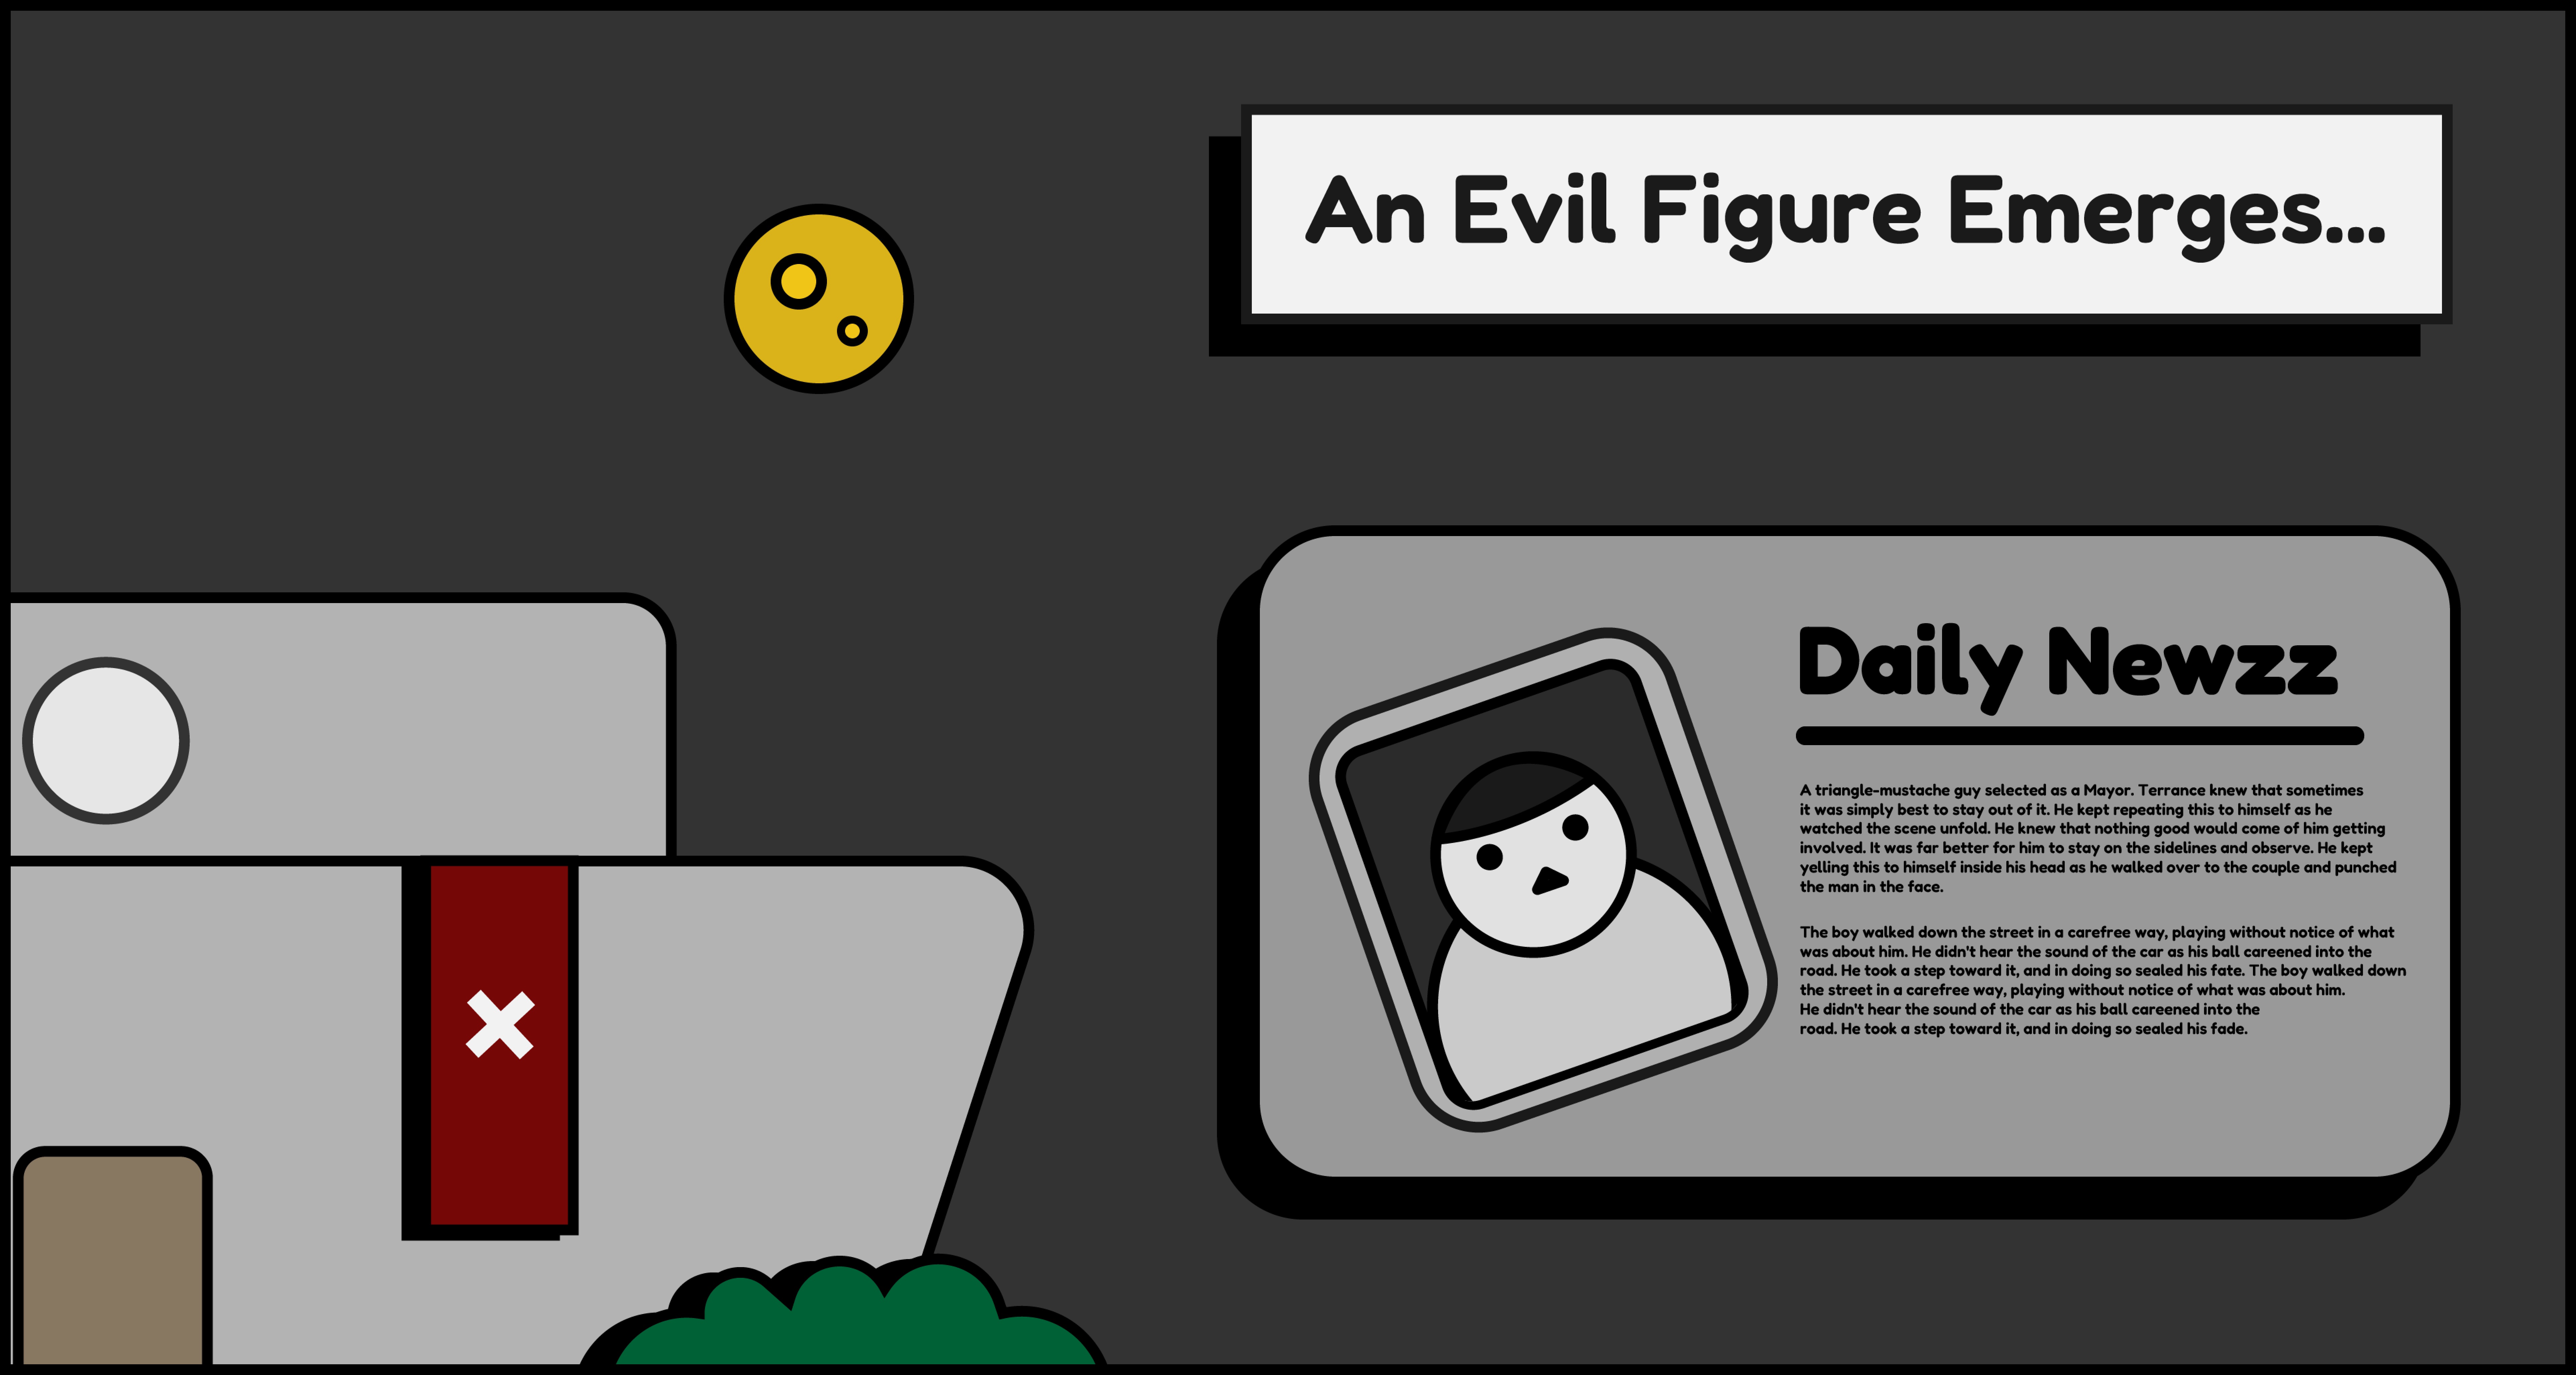 An Evil Figure Emerges...
Daily Newzz
A triangle-mustache guy selected as a Mayor. Terrance knew that sometimes
it was simply best to stay out of it. He kept repeating this to himself as he
watched the scene unfold. He knew that nothing good would come of him getting
involved. It was far better for him to stay on the sidelines and observe. He kept
yelling this to himself inside his head as he walked over to the couple and punched
the man in the face.
The boy walked down the street in a carefree way, playing without notice of what
was about him. He didn't hear the sound of the car as his ball careened into the
road. He took a step toward it, and in doing so sealed his fate. The boy walked down
the street in a carefree way, playing without notice of what was about him.
He didn't hear the sound of the car as his ball careened into the
road. He took a step toward it, and in doing so sealed his fade.